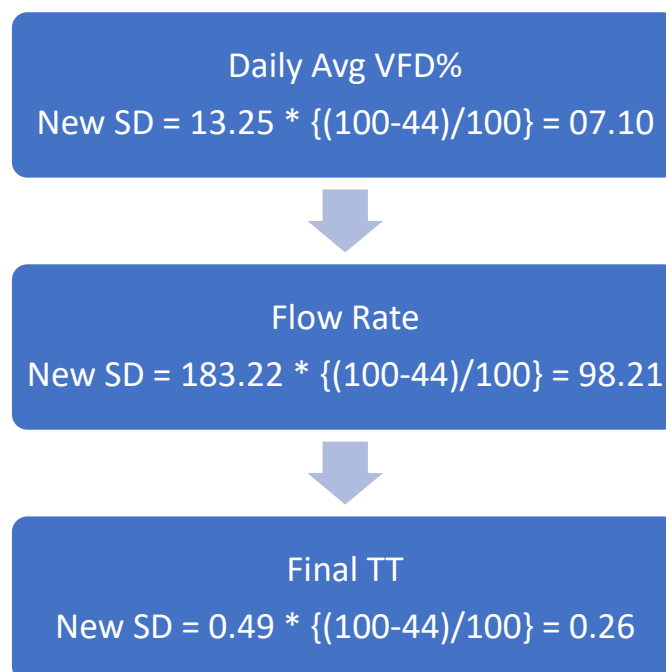 Daily Avg VFD%
New SD = 13.25 * {(100-44)/100} = 07.10
Flow Rate
New SD = 183.22 * {(100-44)/100} = 98.21
Final TT
New SD = 0.49 * {(100-44)/100} = 0.26